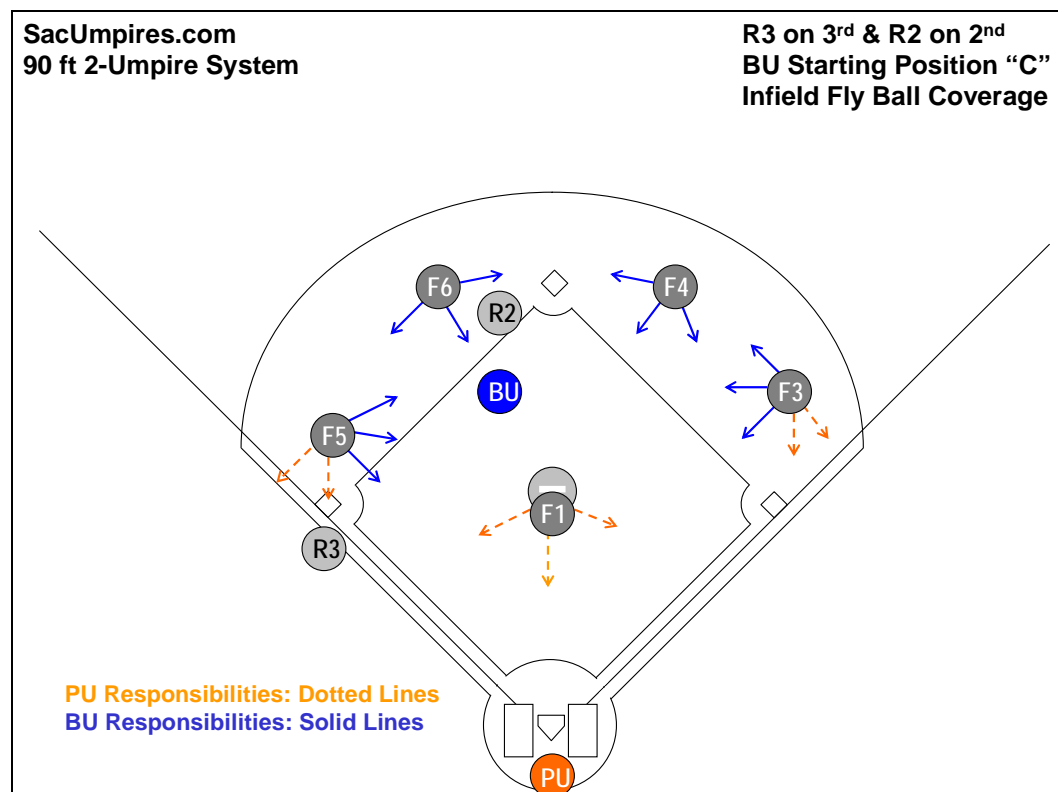 SacUmpires.com
90 ft 2-Umpire System
R3 on 3rd & R2 on 2nd
BU Starting Position “C”
Infield Fly Ball Coverage
F6
F4
R2
BU
F3
F5
F1
R3
PU Responsibilities: Dotted Lines
BU Responsibilities: Solid Lines
PU